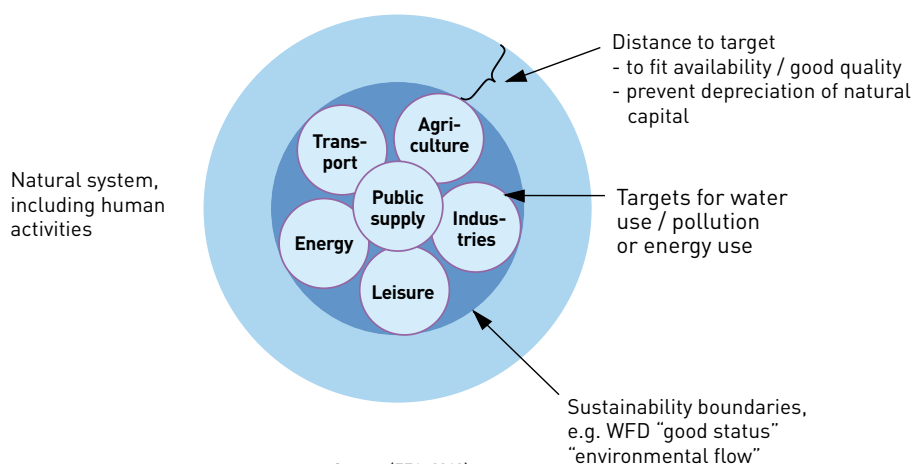 Distance to target
- to fit availability / good quality
- prevent depreciation of natural
capital
Natural system,
including human
activities
Trans-
port
Agri-
culture
Public
supply
Indus-
tries
Energy
Leisure
Targets for water
use / pollution
or energy use
Sustainability boundaries,
e.g. WFD “good status”
“environmental flow”